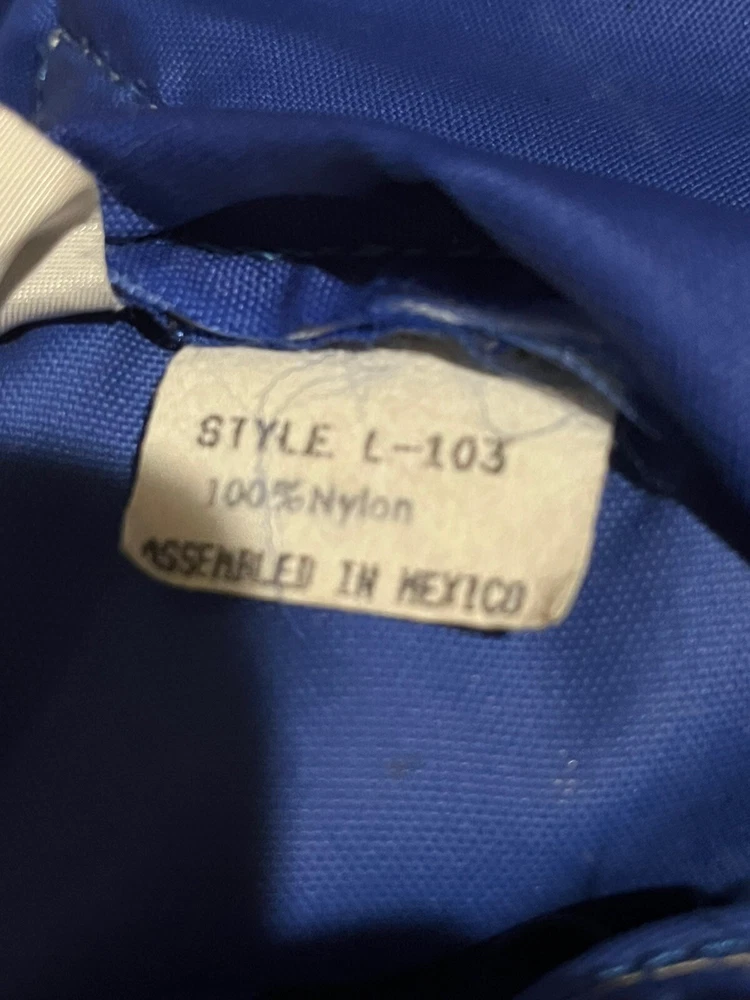 STYLE L-103
100%Nylon
ASSEMBLED IN MEXICO